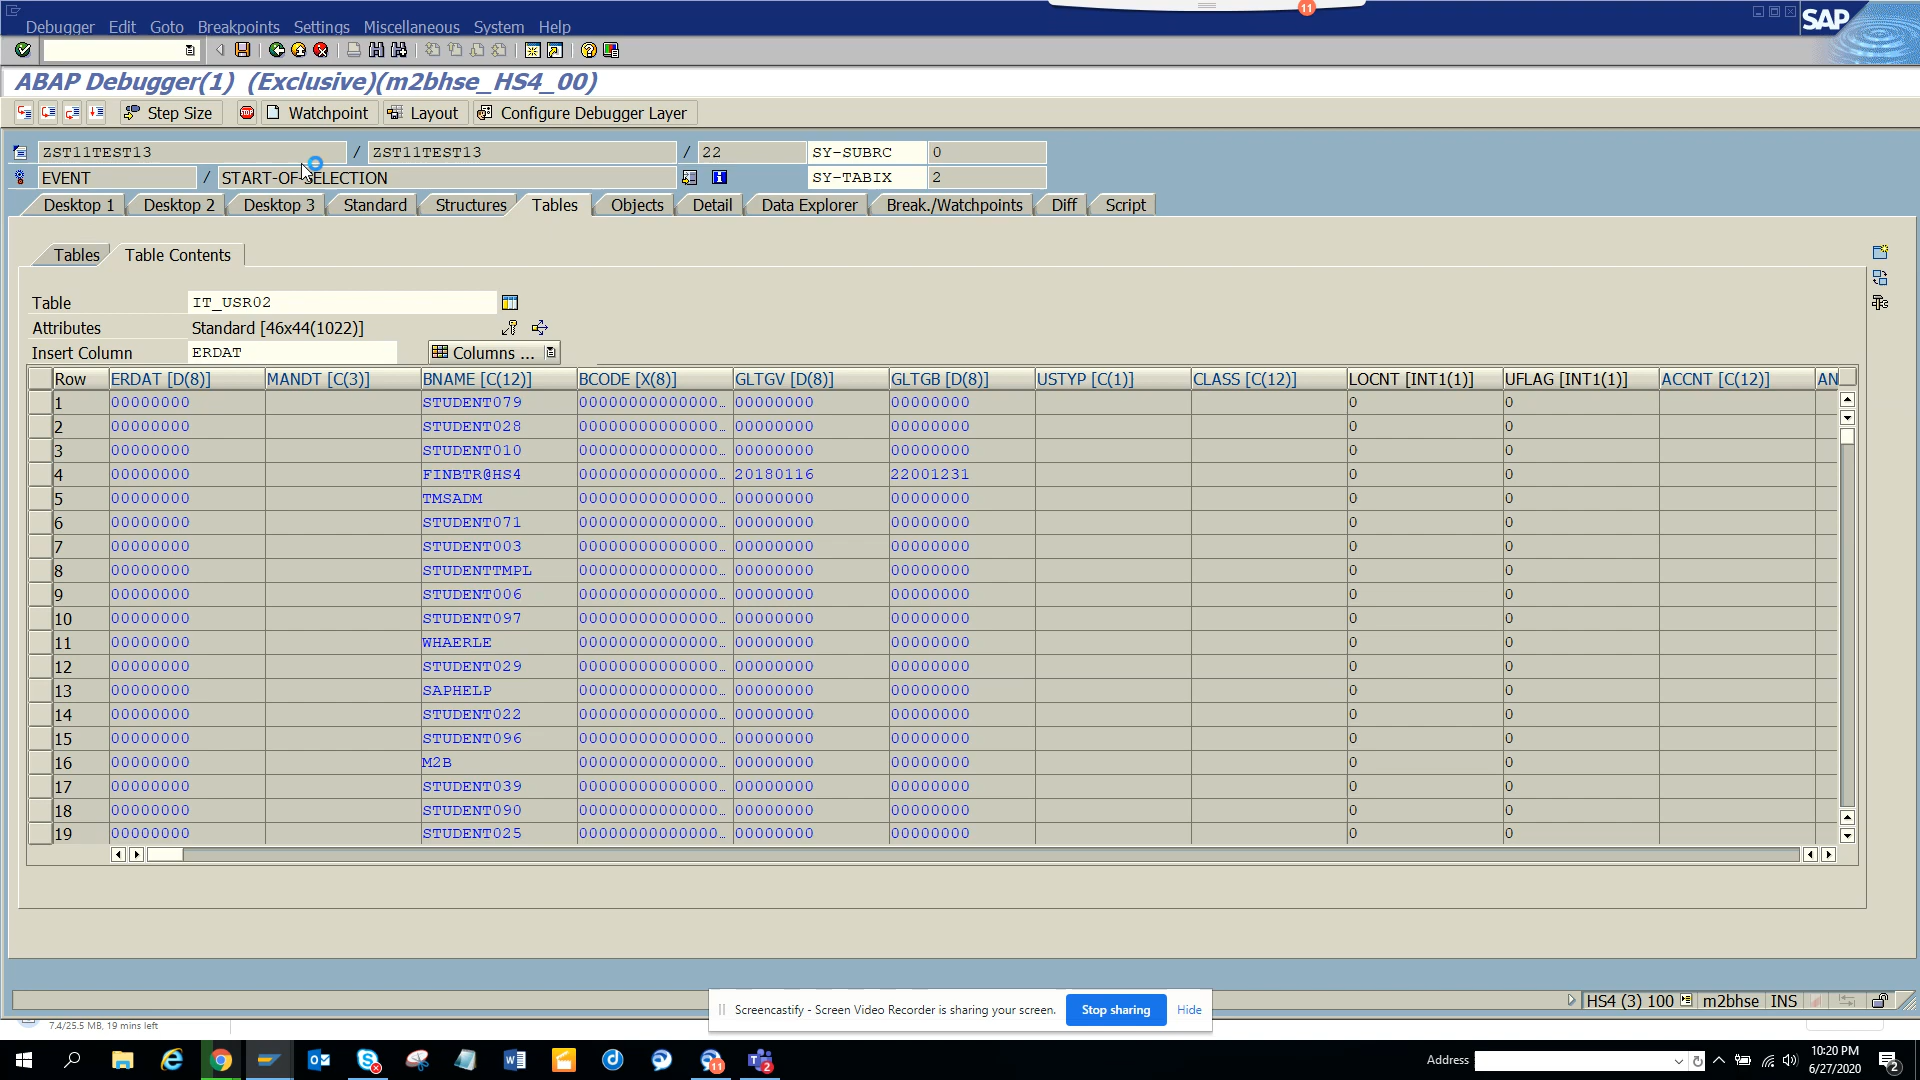 11
Debugger Edit Goto Breakpoints Settings Miscellaneous System Help
SAP
ABAP Debugger(1) (Exclusive)(m2bhse_HS4_00)
Step Size Watchpoint Layout Configure Debugger Layer
ZST11TEST13 / ZST11TEST13 / 22 SY-SUBRC 0
EVENT / START-OF-SELECTION SY-TABIX 2
Desktop 1 Desktop 2 Desktop 3 Standard Structures Tables Objects Detail Data Explorer Break./Watchpoints Diff Script
Tables Table Contents
Table IT_USR02
Attributes Standard [46x44(1022)]
Insert Column ERDAT Columns ...
Row ERDAT [D(8)] MANDT [C(3)] BNAME [C(12)] BCODE [X(8)] GLTGV [D(8)] GLTGB [D(8)] USTYP [C(1)] CLASS [C(12)] LOCNT [INT1(1)] UFLAG [INT1(1)] ACCNT [C(12)] AN
1 00000000 STUDENT079 00000000000000… 00000000 00000000 0 0
2 00000000 STUDENT028 00000000000000… 00000000 00000000 0 0
3 00000000 STUDENT010 00000000000000… 00000000 00000000 0 0
4 00000000 FINBTR@HS4 00000000000000… 20180116 22001231 0 0
5 00000000 TMSADM 00000000000000… 00000000 00000000 0 0
6 00000000 STUDENT071 00000000000000… 00000000 00000000 0 0
7 00000000 STUDENT003 00000000000000… 00000000 00000000 0 0
8 00000000 STUDENTTMPL 00000000000000… 00000000 00000000 0 0
9 00000000 STUDENT006 00000000000000… 00000000 00000000 0 0
10 00000000 STUDENT097 00000000000000… 00000000 00000000 0 0
11 00000000 WHAERLE 00000000000000… 00000000 00000000 0 0
12 00000000 STUDENT029 00000000000000… 00000000 00000000 0 0
13 00000000 SAPHELP 00000000000000… 00000000 00000000 0 0
14 00000000 STUDENT022 00000000000000… 00000000 00000000 0 0
15 00000000 STUDENT096 00000000000000… 00000000 00000000 0 0
16 00000000 M2B 00000000000000… 00000000 00000000 0 0
17 00000000 STUDENT039 00000000000000… 00000000 00000000 0 0
18 00000000 STUDENT090 00000000000000… 00000000 00000000 0 0
19 00000000 STUDENT025 00000000000000… 00000000 00000000 0 0
HS4 (3) 100 m2bhse INS
Screencastify - Screen Video Recorder is sharing your screen. Stop sharing Hide
7.4/25.5 MB, 19 mins left
Address
10:20 PM
6/27/2020
11
2
2